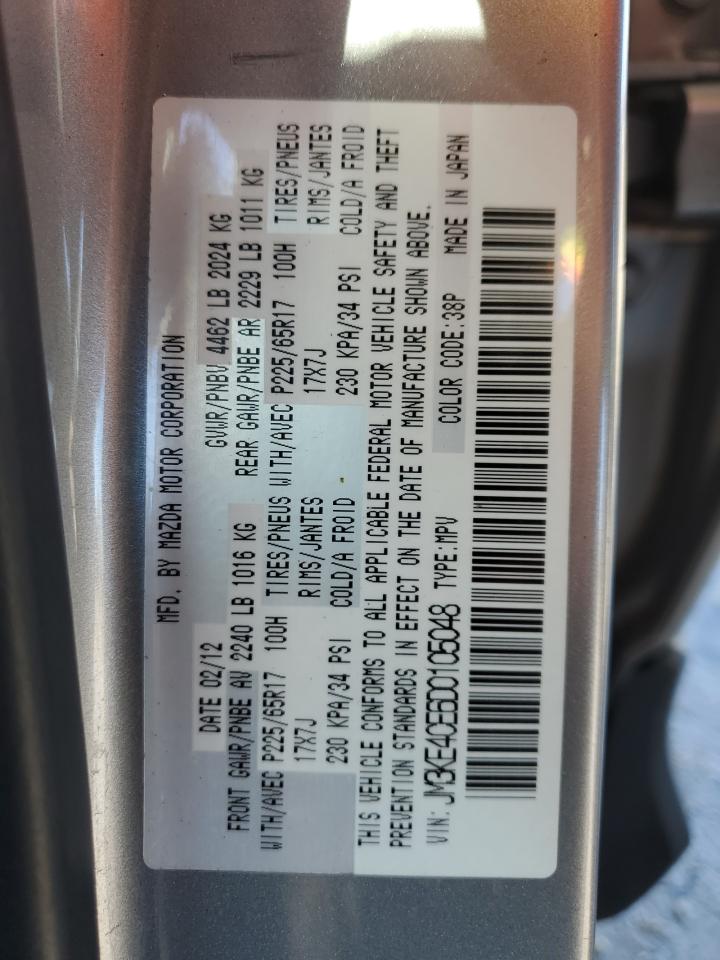 MFD. BY MAZDA MOTOR CORPORATION
DATE 02/12 GVWR/PNBV 4462 LB 2024 KG
FRONT GAWR/PNBE AV 2240 LB 1016 KG REAR GAWR/PNBE AR 2229 LB 1011 KG
WITH/AVEC P225/65R17 100H TIRES/PNEUS WITH/AVEC P225/65R17 100H TIRES/PNEUS
17X7J RIMS/JANTES 17X7J RIMS/JANTES
230 KPA/34 PSI COLD/A FROID 230 KPA/34 PSI COLD/A FROID
THIS VEHICLE CONFORMS TO ALL APPLICABLE FEDERAL MOTOR VEHICLE SAFETY AND THEFT
PREVENTION STANDARDS IN EFFECT ON THE DATE OF MANUFACTURE SHOWN ABOVE.
VIN: JM3KE4CE6D0105048 TYPE:MPV COLOR CODE:38P MADE IN JAPAN